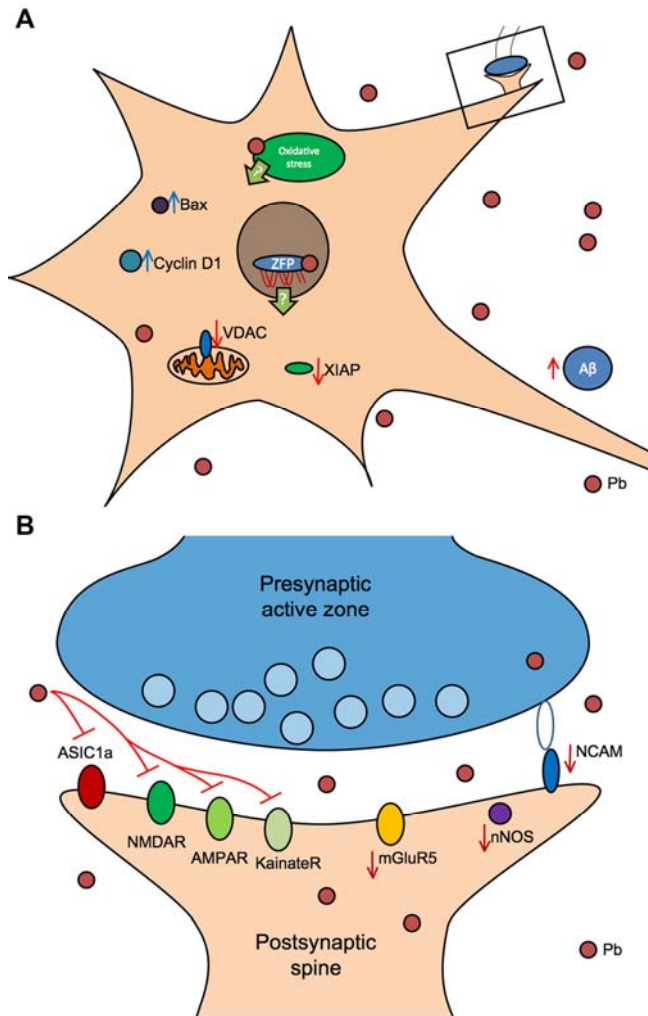 A
Oxidative
stress
?
Bax
Cyclin D1
ZFP
?
VDAC
XIAP
Aβ
Pb
B
Presynaptic
active zone
ASIC1a
NCAM
NMDAR
AMPAR
KainateR
mGluR5
nNOS
Postsynaptic
spine
Pb